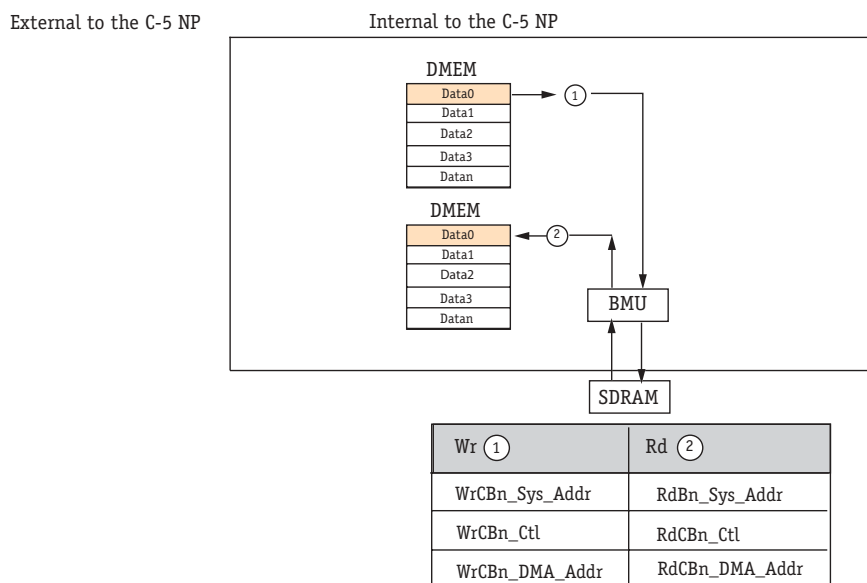 External to the C-5 NP
Internal to the C-5 NP
DMEM
Data0
1
Data1
Data2
Data3
Datan
DMEM
Data0
2
Data1
Data2
Data3
Datan
BMU
SDRAM
Wr 1 Rd 2
WrCBn_Sys_Addr RdBn_Sys_Addr
WrCBn_Ctl RdCBn_Ctl
WrCBn_DMA_Addr RdCBn_DMA_Addr